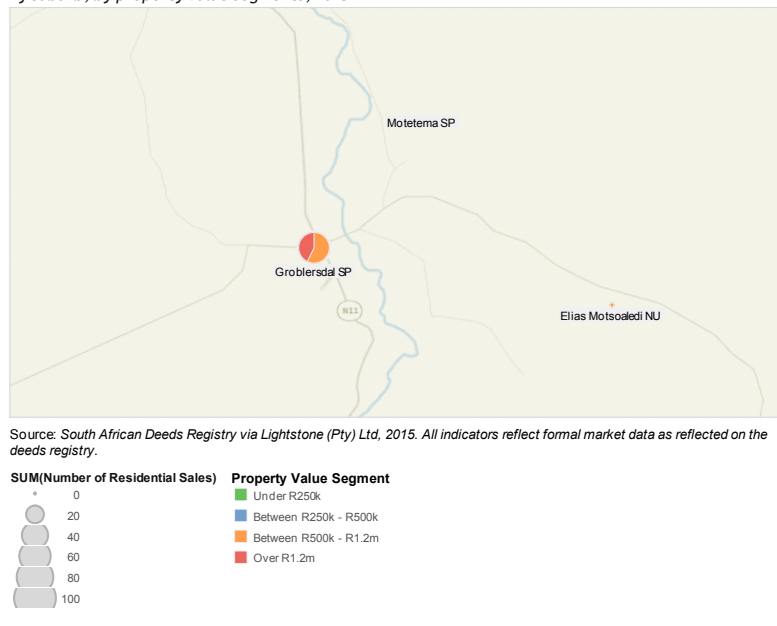 Motetema SP
Groblersdal SP
N11
Elias Motsoaledi NU
Source: South African Deeds Registry via Lightstone (Pty) Ltd, 2015. All indicators reflect formal market data as reflected on the
deeds registry.
SUM(Number of Residential Sales)
0
20
40
60
80
100
Property Value Segment
Under R250k
Between R250k - R500k
Between R500k - R1.2m
Over R1.2m